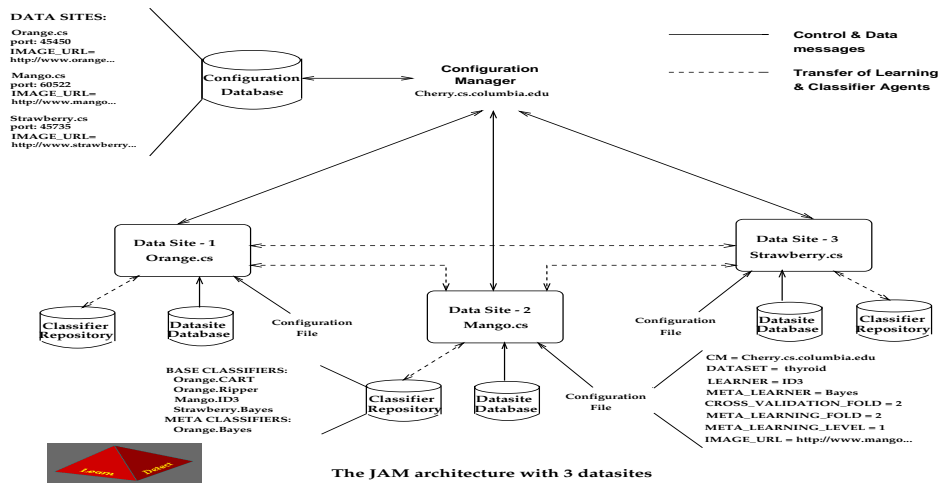 DATA SITES:
Orange.cs
port: 45450
IMAGE_URL=
http://www.orange...
Mango.cs
port: 60522
IMAGE_URL=
http://www.mango...
Strawberry.cs
port: 45735
IMAGE_URL=
http://www.strawberry...
Configuration
Database
Configuration
Manager
Cherry.cs.columbia.edu
Control & Data
messages
Transfer of Learning
& Classifier Agents
Data Site - 1
Orange.cs
Data Site - 3
Strawberry.cs
Data Site - 2
Mango.cs
Classifier
Repository
Datasite
Database
Configuration
File
Configuration
File
Datasite
Database
Classifier
Repository
BASE CLASSIFIERS:
Orange.CART
Orange.Ripper
Mango.ID3
Strawberry.Bayes
META CLASSIFIERS:
Orange.Bayes
Classifier
Repository
Datasite
Database
Configuration
File
CM = Cherry.cs.columbia.edu
DATASET = thyroid
LEARNER = ID3
META_LEARNER = Bayes
CROSS_VALIDATION_FOLD = 2
META_LEARNING_FOLD = 2
META_LEARNING_LEVEL = 1
IMAGE_URL = http://www.mango...
Learn
Detect
The JAM architecture with 3 datasites